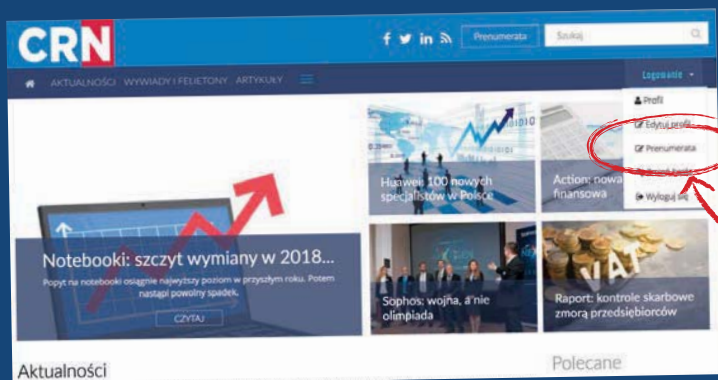 CRN
Prenumerata
Szukaj
AKTUALNOŚCI
WYWIADY I FELIETONY
ARTYKUŁY
Logowanie
Profil
Edytuj profil
Prenumerata
Wyloguj się
Notebooki: szczyt wymiany w 2018...
Popyt na notebooki osiągnie najwyższy poziom w przyszłym roku. Potem
nastąpi powolny spadek.
CZYTAJ
Huawei: 100 nowych
specjalistów w Polsce
Action: nowa
finansowa
Sophos: wojna, a nie
olimpiada
VAT
Raport: kontrole skarbowe
zmorą przedsiębiorców
Aktualności
Polecane